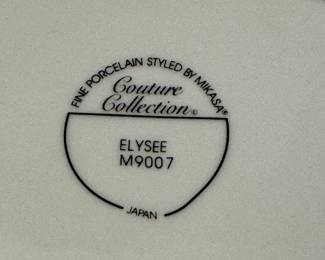 FINE PORCELAIN STYLED BY MIKASA®
Couture
Collection©
ELYSEE
M9007
JAPAN